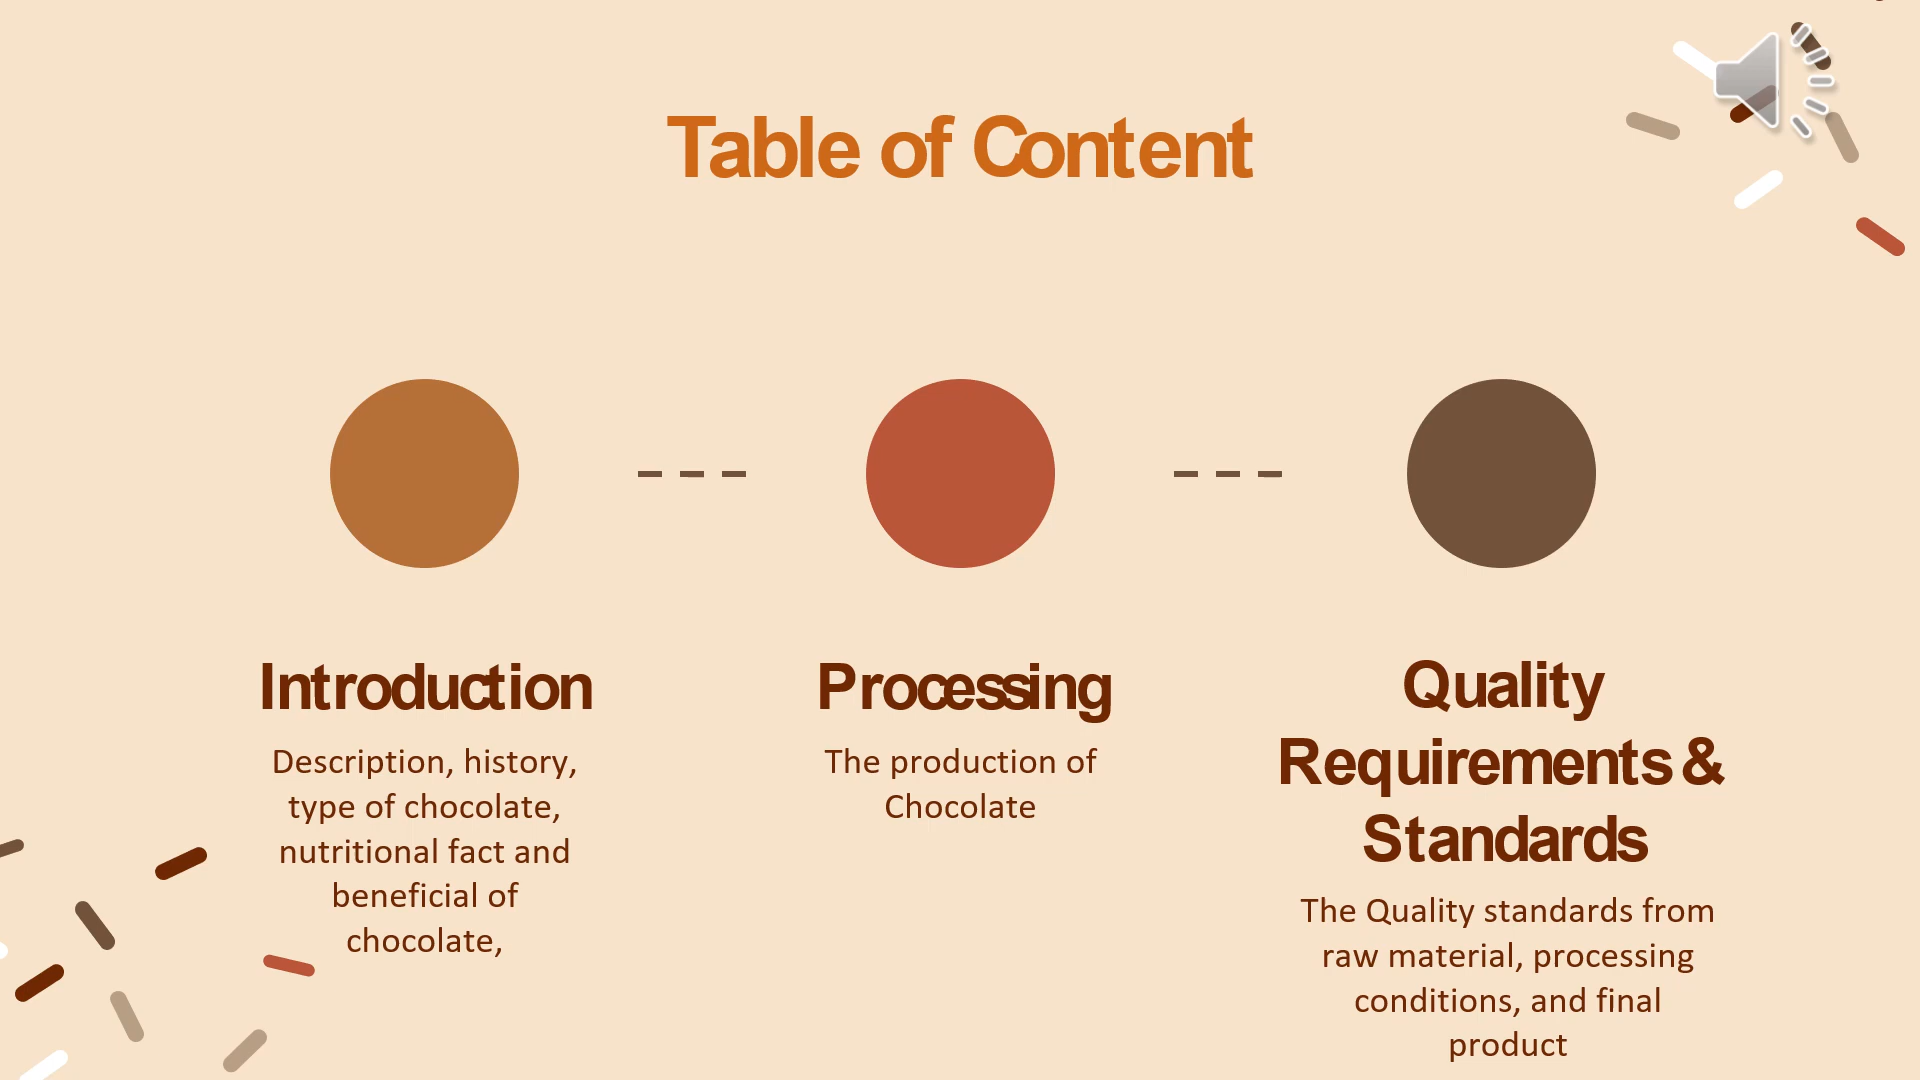 Table of Content
Introduction
Description, history,
type of chocolate,
nutritional fact and
beneficial of
chocolate,
Processing
The production of
Chocolate
Quality
Requirements &
Standards
The Quality standards from
raw material, processing
conditions, and final
product